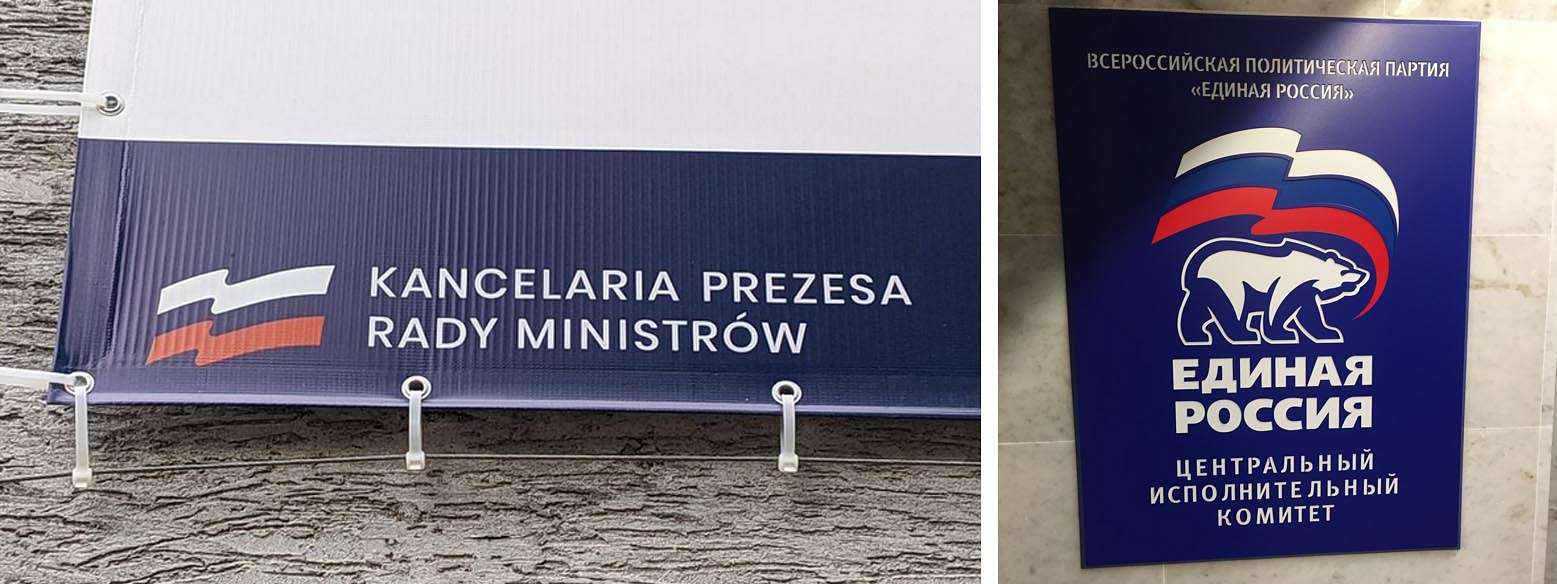 KANCELARIA PREZESA
RADY MINISTRÓW
ВСЕРОССИЙСКАЯ ПОЛИТИЧЕСКАЯ ПАРТИЯ
«ЕДИНАЯ РОССИЯ»
ЕДИНАЯ
РОССИЯ
ЦЕНТРАЛЬНЫЙ
ИСПОЛНИТЕЛЬНЫЙ
КОМИТЕТ